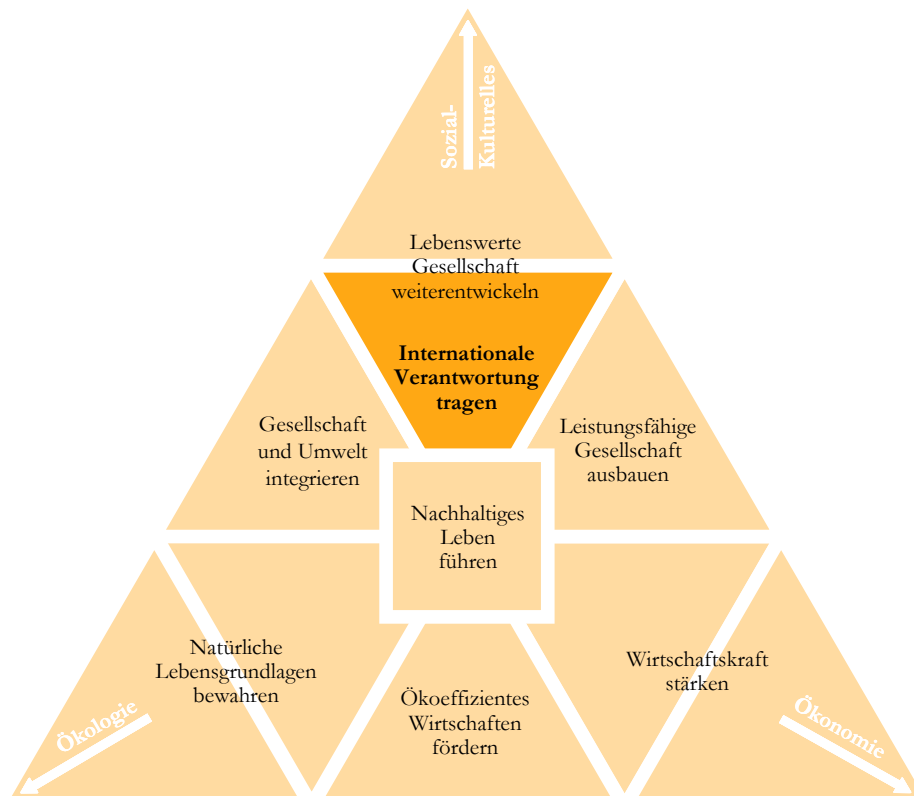 Sozial-
Kulturelles
Lebenswerte
Gesellschaft
weiterentwickeln
Internationale
Verantwortung
tragen
Gesellschaft
und Umwelt
integrieren
Leistungsfähige
Gesellschaft
ausbauen
Nachhaltiges
Leben
führen
Natürliche
Lebensgrundlagen
bewahren
Wirtschaftskraft
stärken
Ökoeffizientes
Wirtschaften
fördern
Ökologie
Ökonomie